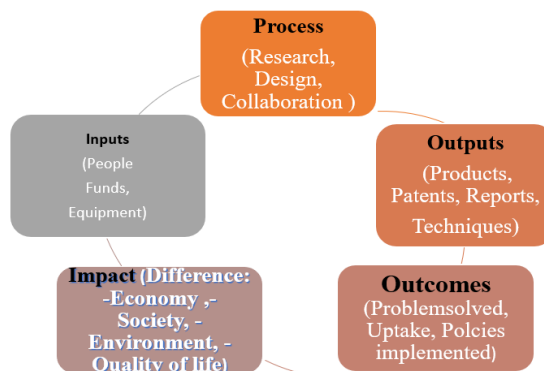 Process
(Research,
Design,
Collaboration )
Outputs
(Products,
Patents, Reports,
Techniques)
Outcomes
(Problemsolved,
Uptake, Polcies
implemented)
Impact (Difference:
-Economy ,-
Society, -
Environment, -
Quality of life)
Inputs
(People
Funds,
Equipment)